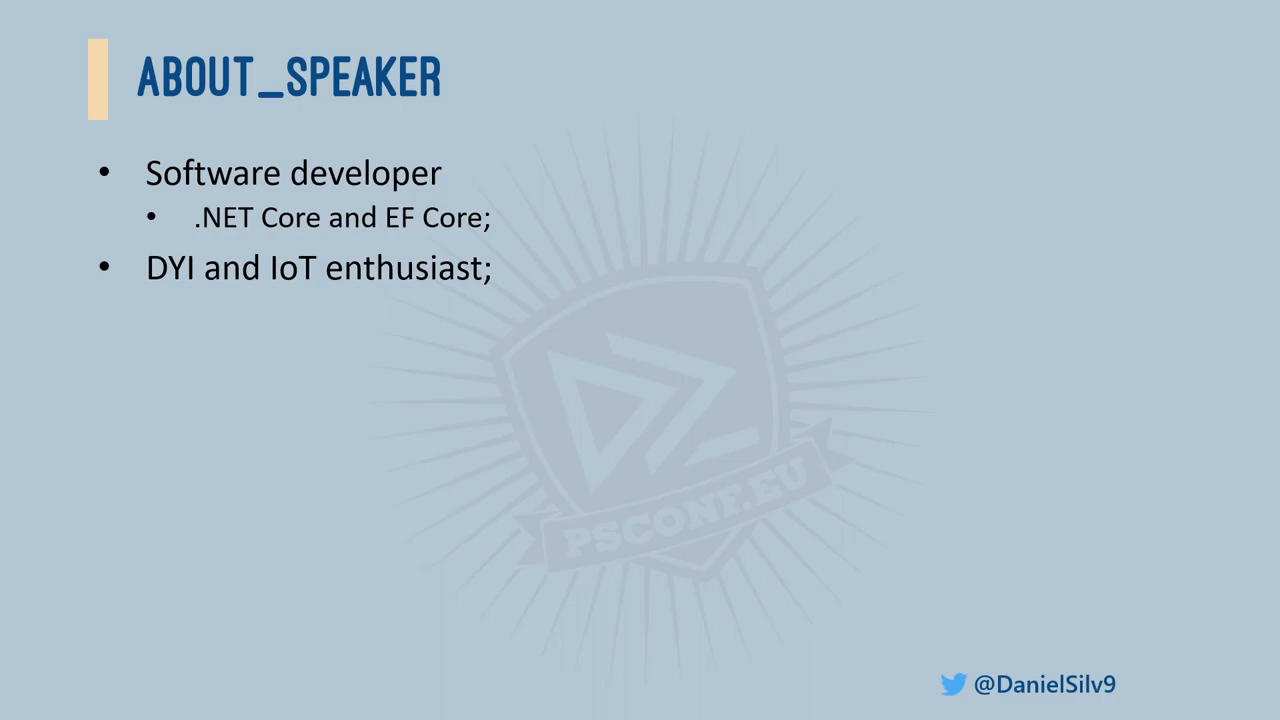 ABOUT_SPEAKER
• Software developer
• .NET Core and EF Core;
• DYI and IoT enthusiast;
PSCONF.EU
@DanielSilv9